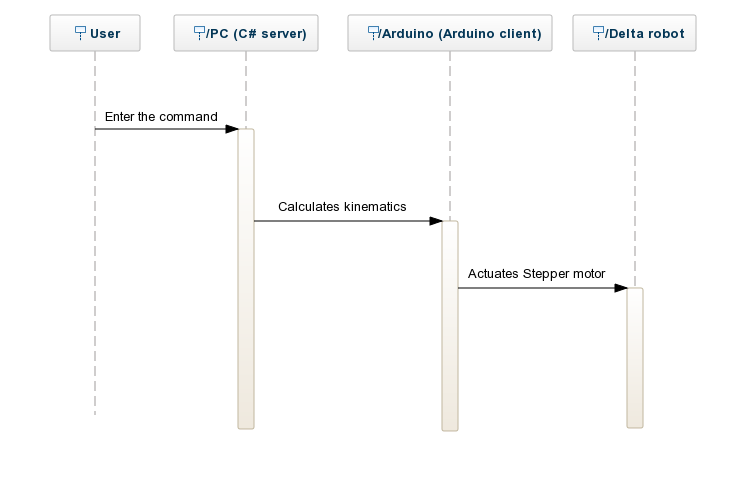 User
/PC (C# server)
/Arduino (Arduino client)
/Delta robot
Enter the command
Calculates kinematics
Actuates Stepper motor